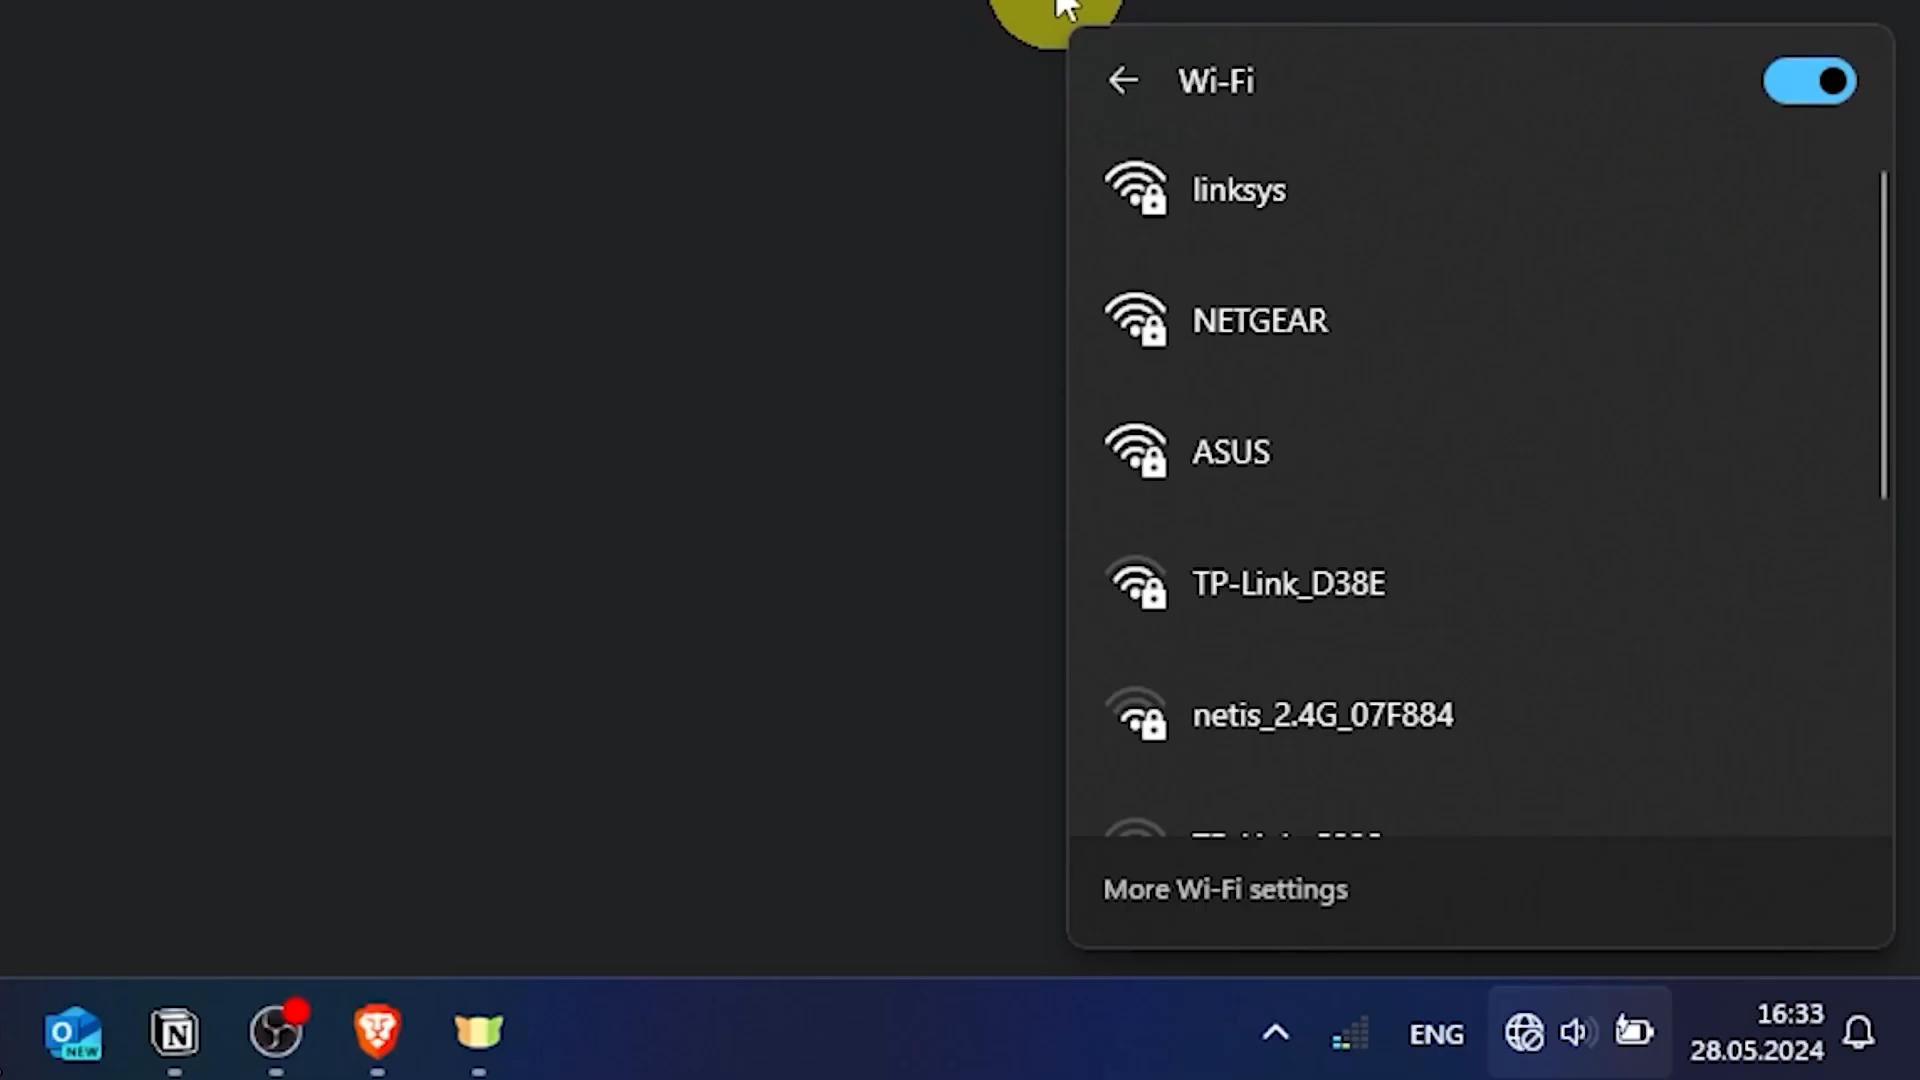 Wi-Fi
linksys
NETGEAR
ASUS
TP-Link_D38E
netis_2.4G_07F884
More Wi-Fi settings
O
NEW
N
ENG
16:33
28.05.2024